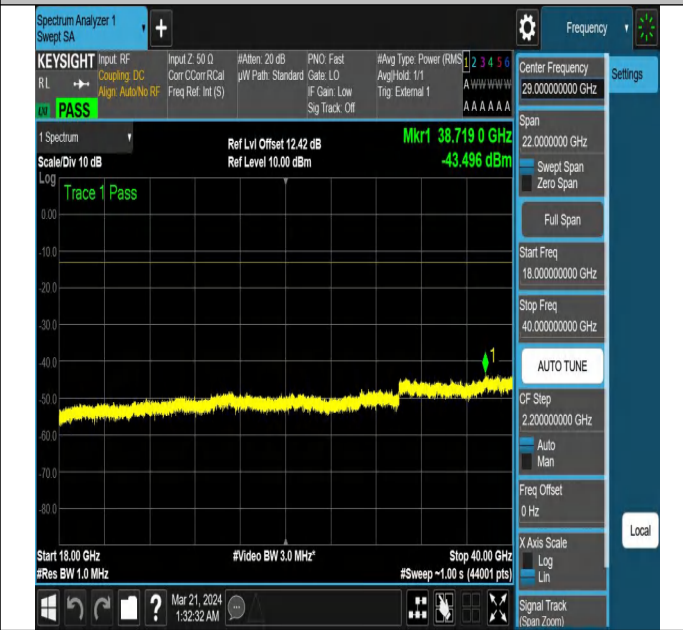 Spectrum Analyzer 1
Swept SA
+
Frequency
KEYSIGHT
Input: RF
Coupling: DC
Align: Auto/No RF
Input Z: 50 Ω
Corr CCorr RCal
Freq Ref: Int (S)
#Atten: 20 dB
µW Path: Standard
PNO: Fast
Gate: LO
IF Gain: Low
Sig Track: Off
#Avg Type: Power (RMS
Avg|Hold: 1/1
Trig: External 1
1 2 3 4 5 6
A W W W W W
A A A A A A
RL
PASS
1 Spectrum
Scale/Div 10 dB
Ref Lvl Offset 12.42 dB
Ref Level 10.00 dBm
Mkr1 38.719 0 GHz
-43.496 dBm
Log
Trace 1 Pass
0.00
-10.0
-20.0
-30.0
-40.0
-50.0
-60.0
-70.0
-80.0
1
Start 18.00 GHz
#Res BW 1.0 MHz
#Video BW 3.0 MHz*
Stop 40.00 GHz
#Sweep ~1.00 s (44001 pts)
Mar 21, 2024
1:32:32 AM
Center Frequency
29.000000000 GHz
Settings
Span
22.0000000 GHz
Swept Span
Zero Span
Full Span
Start Freq
18.000000000 GHz
Stop Freq
40.000000000 GHz
AUTO TUNE
CF Step
2.200000000 GHz
Auto
Man
Freq Offset
0 Hz
Local
X Axis Scale
Log
Lin
Signal Track
(Span Zoom)